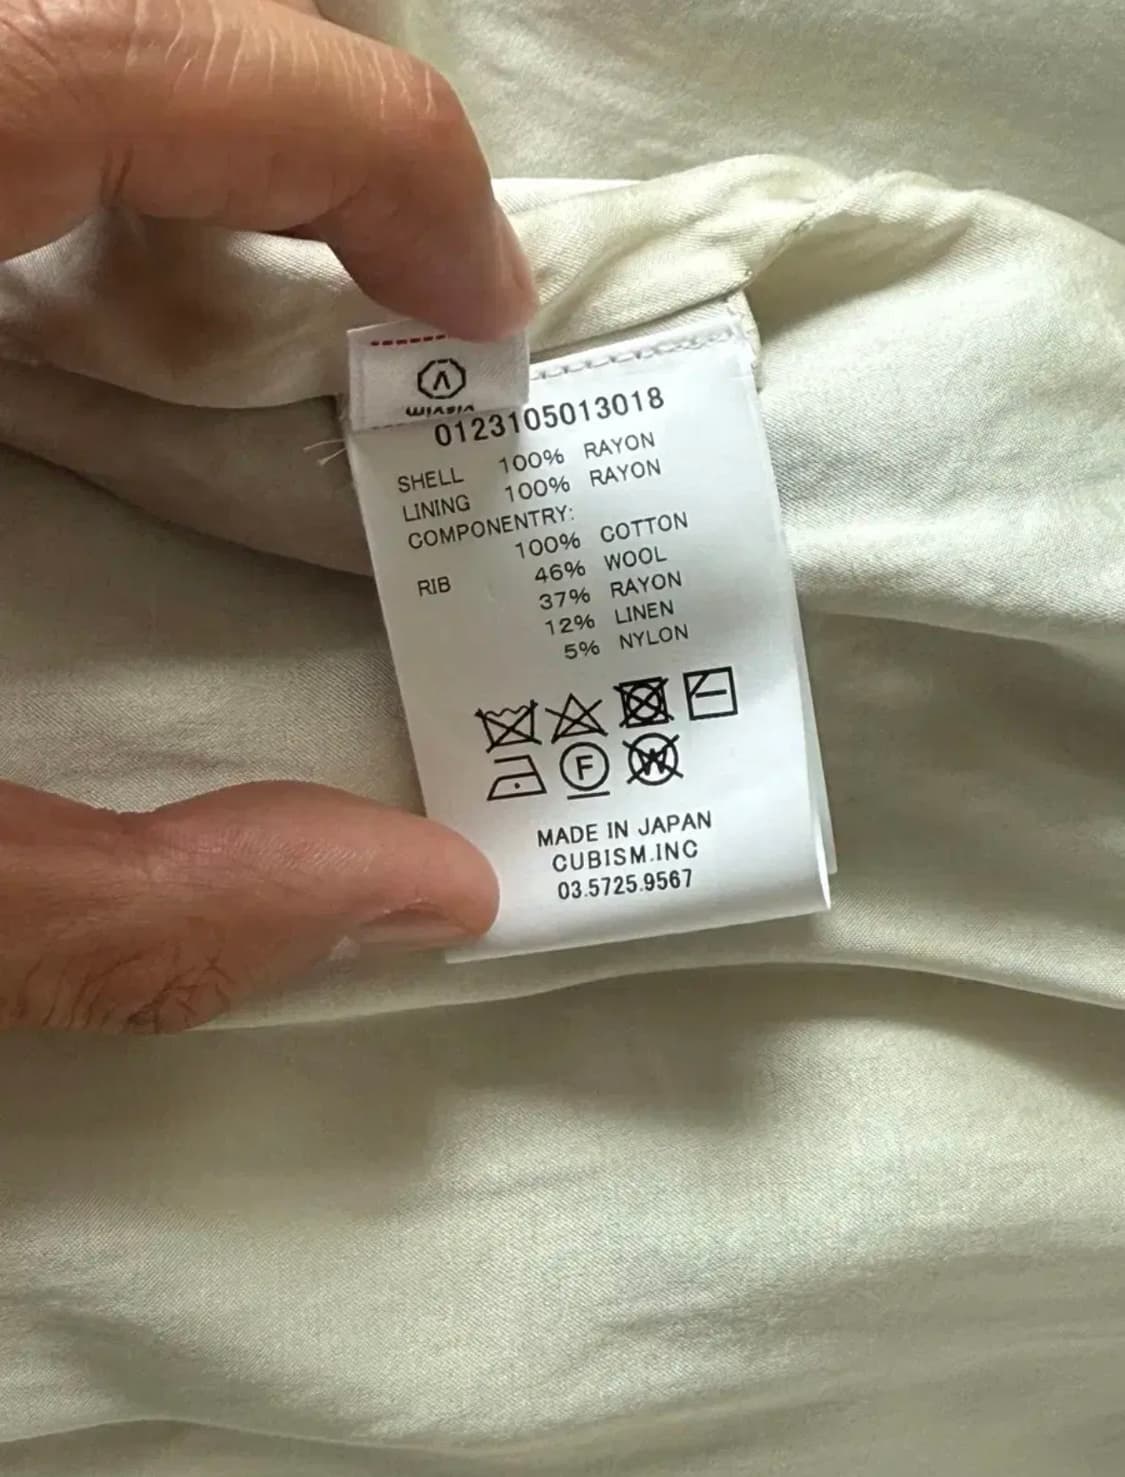 visvim
0123105013018
SHELL 100% RAYON
LINING 100% RAYON
COMPONENTRY:
100% COTTON
RIB 46% WOOL
37% RAYON
12% LINEN
5% NYLON
F
W
MADE IN JAPAN
CUBISM.INC
03.5725.9567